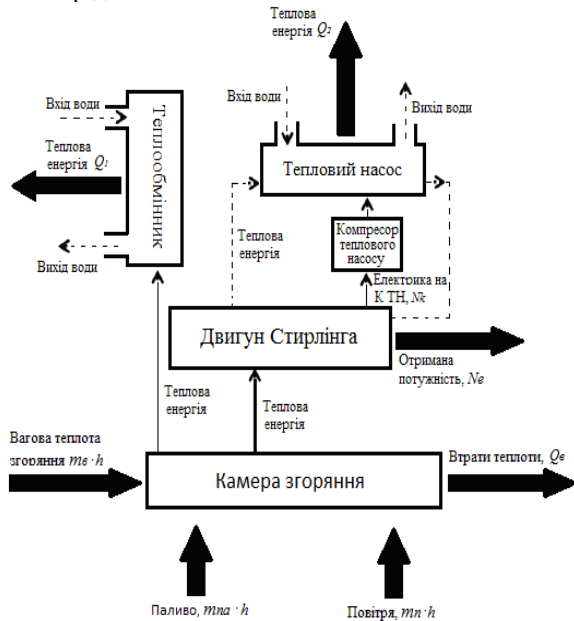 Теплова
енергія Q₂
Вхід води
Вхід води
Вихід води
Теплообмінник
Теплова
енергія Q₁
Тепловий насос
Вихід води
Теплова
енергія
Компресор
теплового
насосу
Електрика на
К ТН, Nk
Двигун Стирлінга
Отримана
потужність, Ne
Теплова
енергія
Теплова
енергія
Вагова теплота
згоряння mв · h
Камера згоряння
Втрати теплоти, Qв
Паливо, mпа · h
Повітря, mп · h